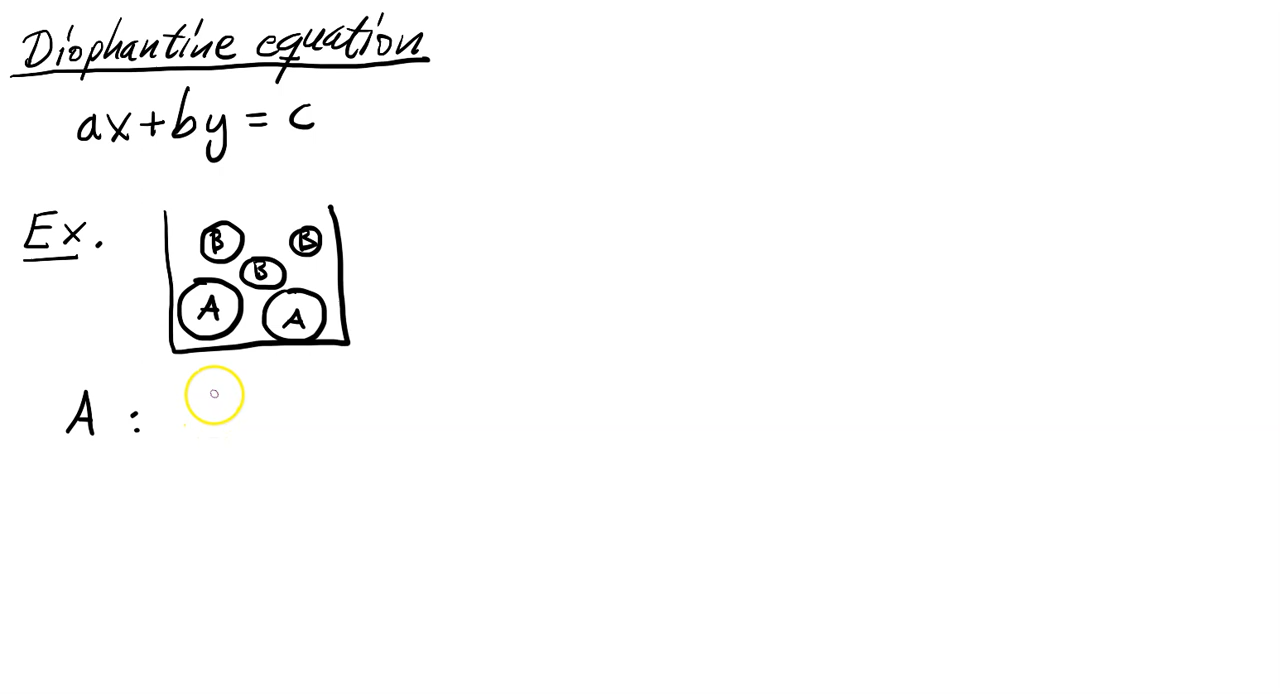 Diophantine equation
ax+by = c
Ex.
B B
B
A A
A :